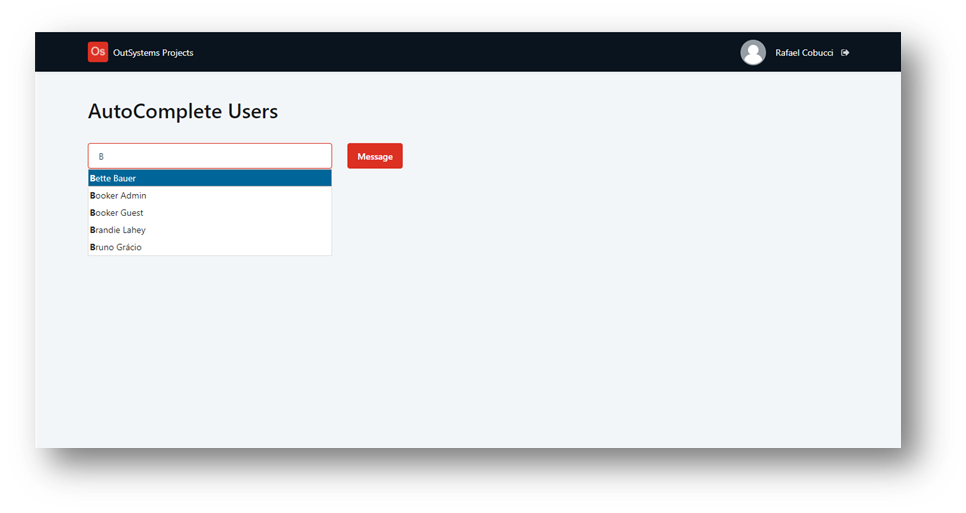 Os OutSystems Projects Rafael Cobucci
AutoComplete Users
B Message
Bette Bauer
Booker Admin
Booker Guest
Brandie Lahey
Bruno Grácio